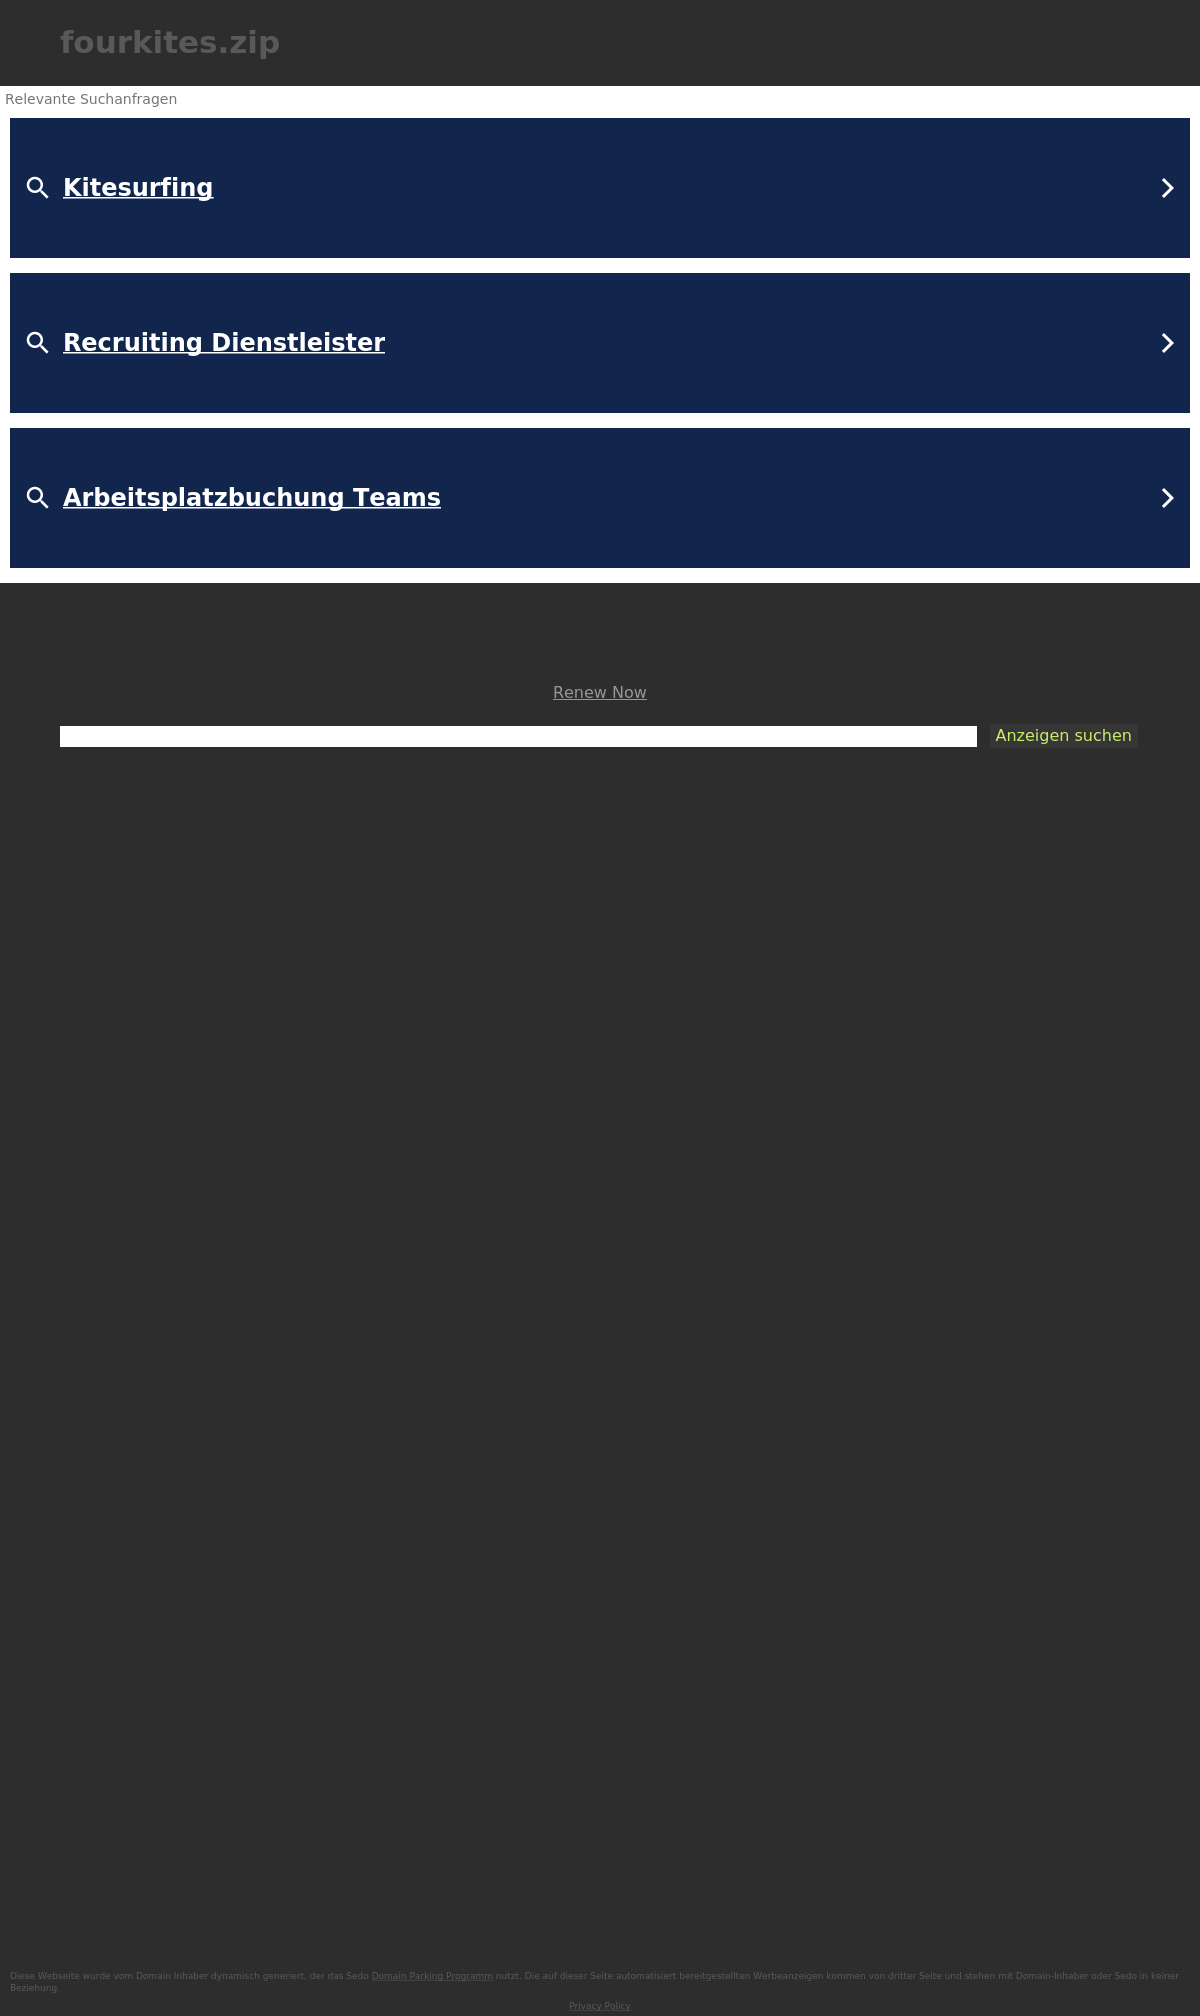 fourkites.zip
Relevante Suchanfragen
Kitesurfing
Recruiting Dienstleister
Arbeitsplatzbuchung Teams
Renew Now
Anzeigen suchen
Diese Webseite wurde vom Domain Inhaber dynamisch generiert, der das Sedo Domain Parking Programm nutzt. Die auf dieser Seite automatisiert bereitgestellten Werbeanzeigen kommen von dritter Seite und stehen mit Domain-Inhaber oder Sedo in keiner
Beziehung.
Privacy Policy